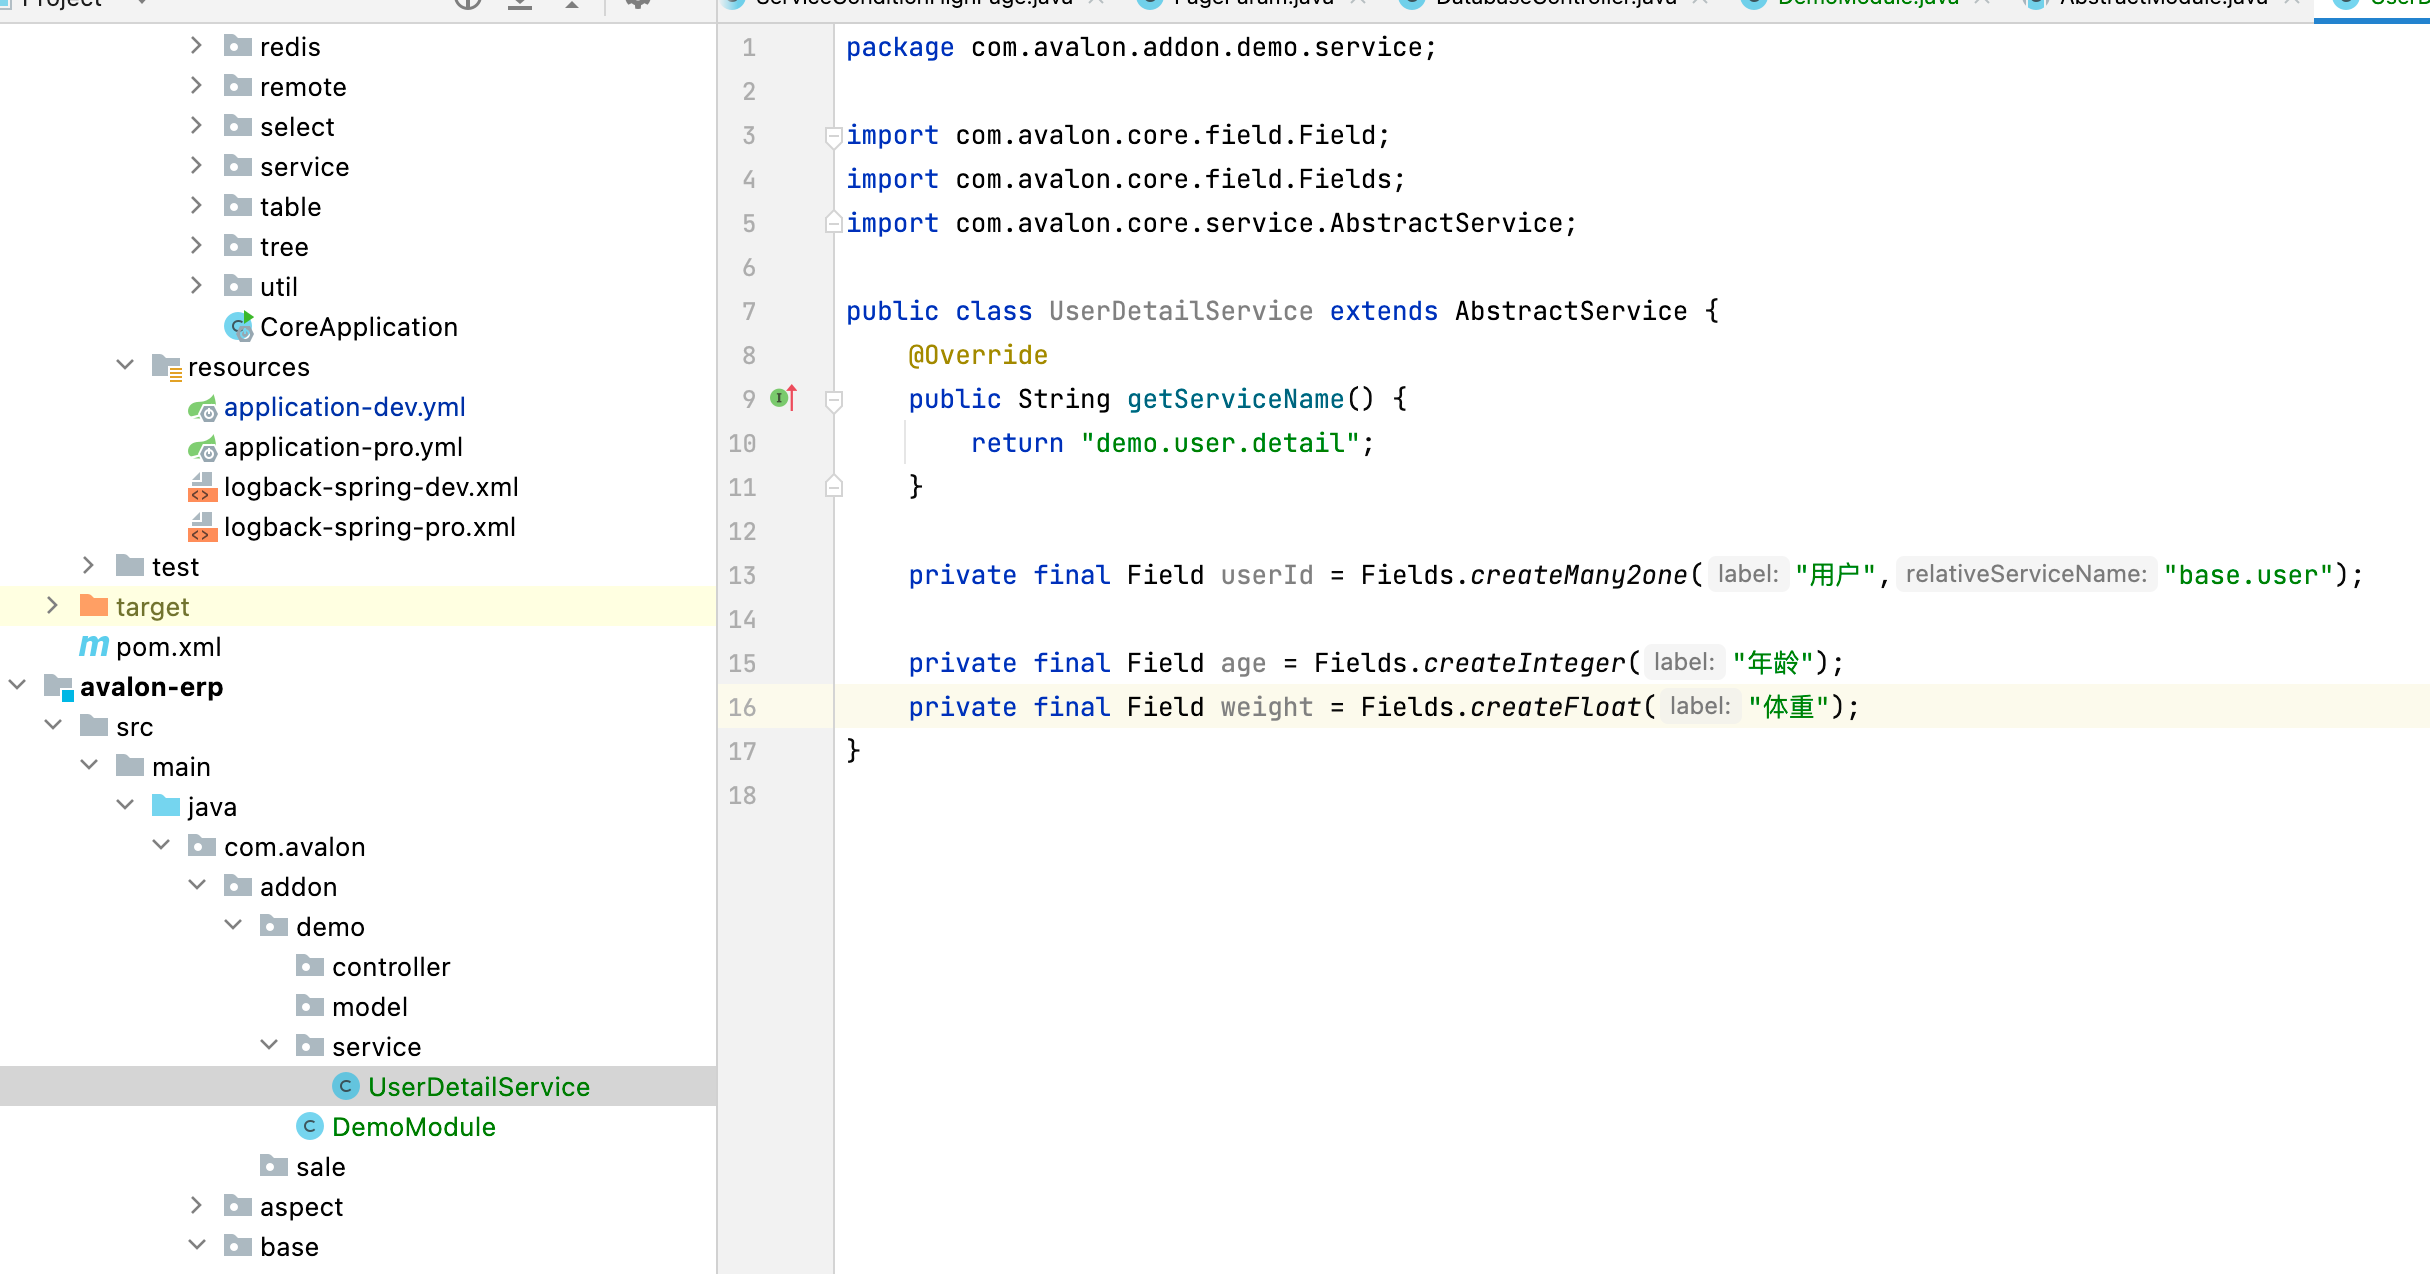 Project
redis
remote
select
service
table
tree
util
CoreApplication
resources
application-dev.yml
application-pro.yml
logback-spring-dev.xml
logback-spring-pro.xml
test
target
pom.xml
avalon-erp
src
main
java
com.avalon
addon
demo
controller
model
service
UserDetailService
DemoModule
sale
aspect
base
ServiceConditionHighPage.java PageParam.java DatabaseController.java DemoModule.java AbstractModule.java
1 package com.avalon.addon.demo.service;
2
3 import com.avalon.core.field.Field;
4 import com.avalon.core.field.Fields;
5 import com.avalon.core.service.AbstractService;
6
7 public class UserDetailService extends AbstractService {
8 @Override
9 public String getServiceName() {
10 return "demo.user.detail";
11 }
12
13 private final Field userId = Fields.createMany2one( label: "用户", relativeServiceName: "base.user");
14
15 private final Field age = Fields.createInteger( label: "年龄");
16 private final Field weight = Fields.createFloat( label: "体重");
17 }
18